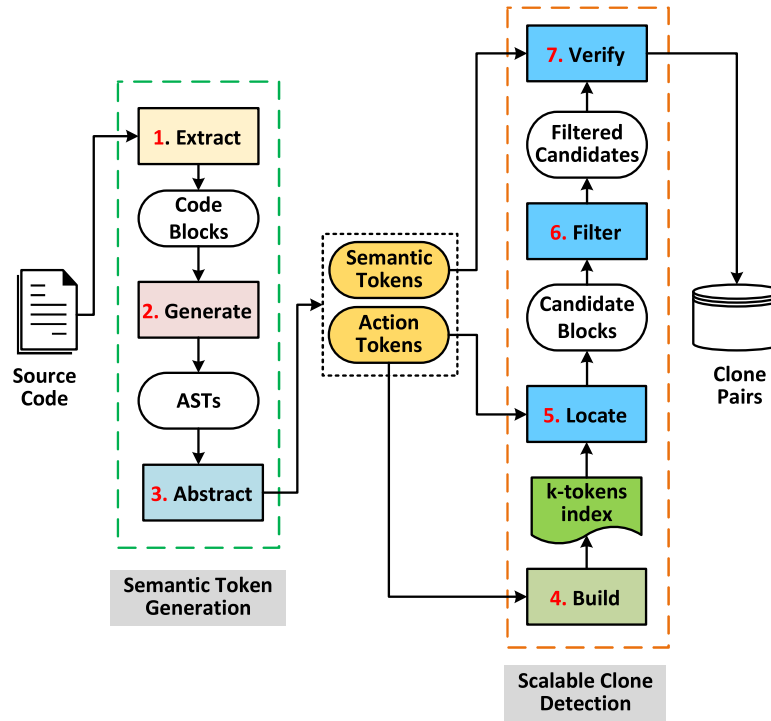 Source
Code
1. Extract
Code
Blocks
2. Generate
ASTs
3. Abstract
Semantic Token
Generation
Semantic
Tokens
Action
Tokens
7. Verify
Filtered
Candidates
6. Filter
Candidate
Blocks
5. Locate
k-tokens
index
4. Build
Scalable Clone
Detection
Clone
Pairs